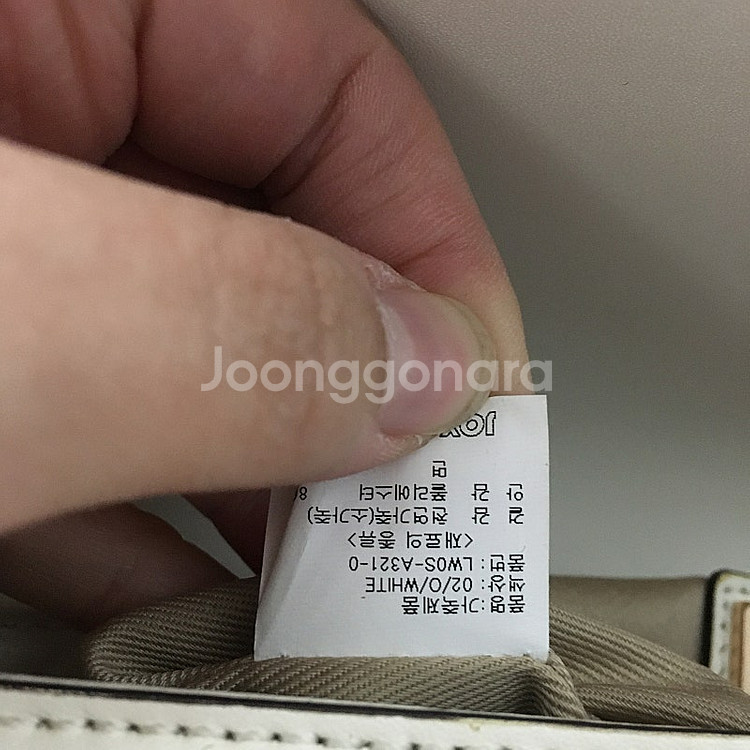 Joonggonara
품명:가죽제품
색상: 02/O/WHITE
품번: LW0S-A321-0
<재료의 종류>
겉 감 천연가죽(소가죽)
안 감 폴리에스터 8
면
JOY